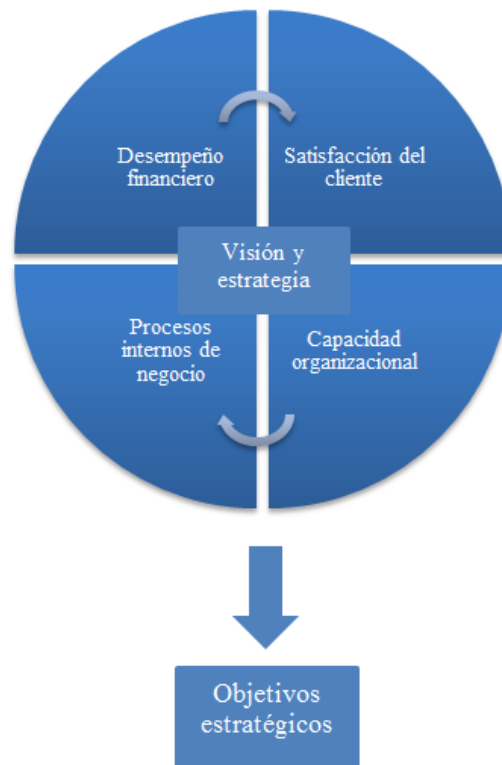 Desempeño
financiero
Satisfacción del
cliente
Visión y
estrategia
Procesos
internos de
negocio
Capacidad
organizacional
Objetivos
estratégicos